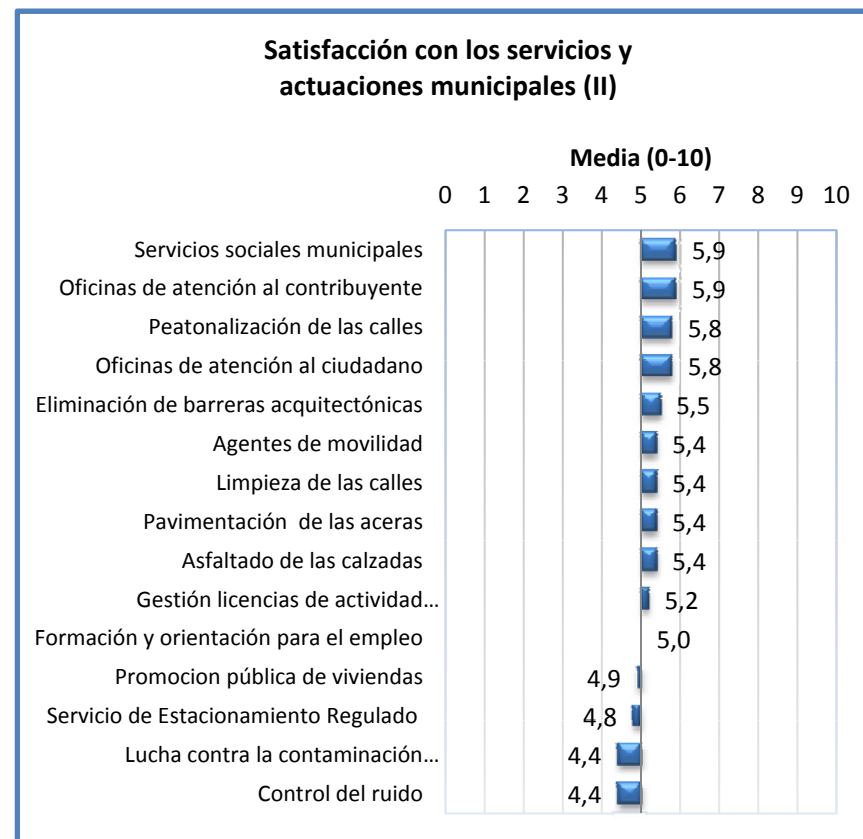 Satisfacción con los servicios y
actuaciones municipales (II)
Media (0-10)
0 1 2 3 4 5 6 7 8 9 10
Servicios sociales municipales 5,9
Oficinas de atención al contribuyente 5,9
Peatonalización de las calles 5,8
Oficinas de atención al ciudadano 5,8
Eliminación de barreras acquitectónicas 5,5
Agentes de movilidad 5,4
Limpieza de las calles 5,4
Pavimentación  de las aceras 5,4
Asfaltado de las calzadas 5,4
Gestión licencias de actividad… 5,2
Formación y orientación para el empleo 5,0
Promocion pública de viviendas 4,9
Servicio de Estacionamiento Regulado 4,8
Lucha contra la contaminación… 4,4
Control del ruido 4,4